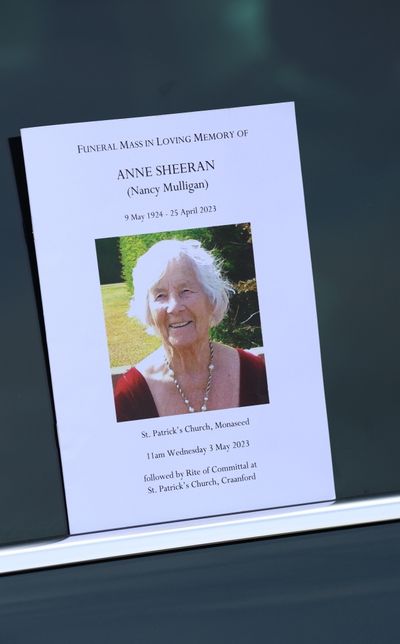 FUNERAL MASS IN LOVING MEMORY OF
ANNE SHEERAN
(Nancy Mulligan)
9 May 1924 - 25 April 2023
St. Patrick's Church, Monaseed
11am Wednesday 3 May 2023
followed by Rite of Committal at
St. Patrick's Church, Craanford